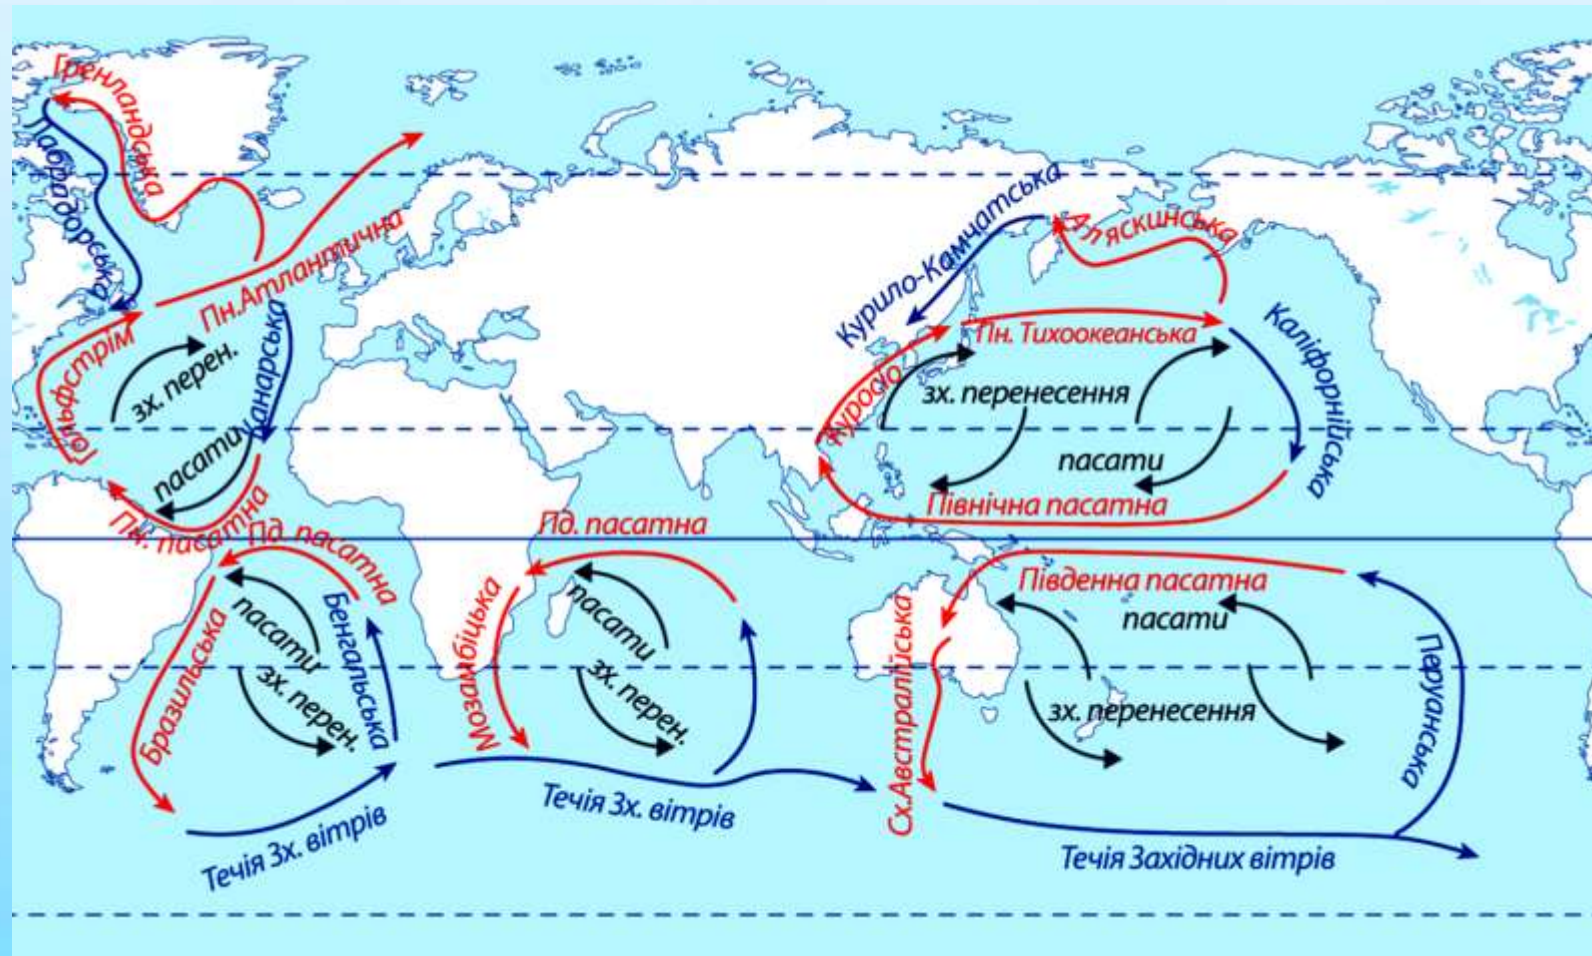 Гренландська
Лабрадорська
Пн.Атлантична
Гольфстрім
зх. перен.
Канарська
пасати
Пн. пасатна
Пд. пасатна
пасати
зх. перен.
Бразильська
Бенгальська
Течія Зх. вітрів
Пд. пасатна
пасати
зх. перен.
Мозамбіцька
Течія Зх. вітрів
Курило-Камчатська
Аляскинська
Куросіо
Пн. Тихоокеанська
зх. перенесення
пасати
Каліфорнійська
Північна пасатна
Південна пасатна
пасати
зх. перенесення
Сх.Австралійська
Перуанська
Течія Західних вітрів